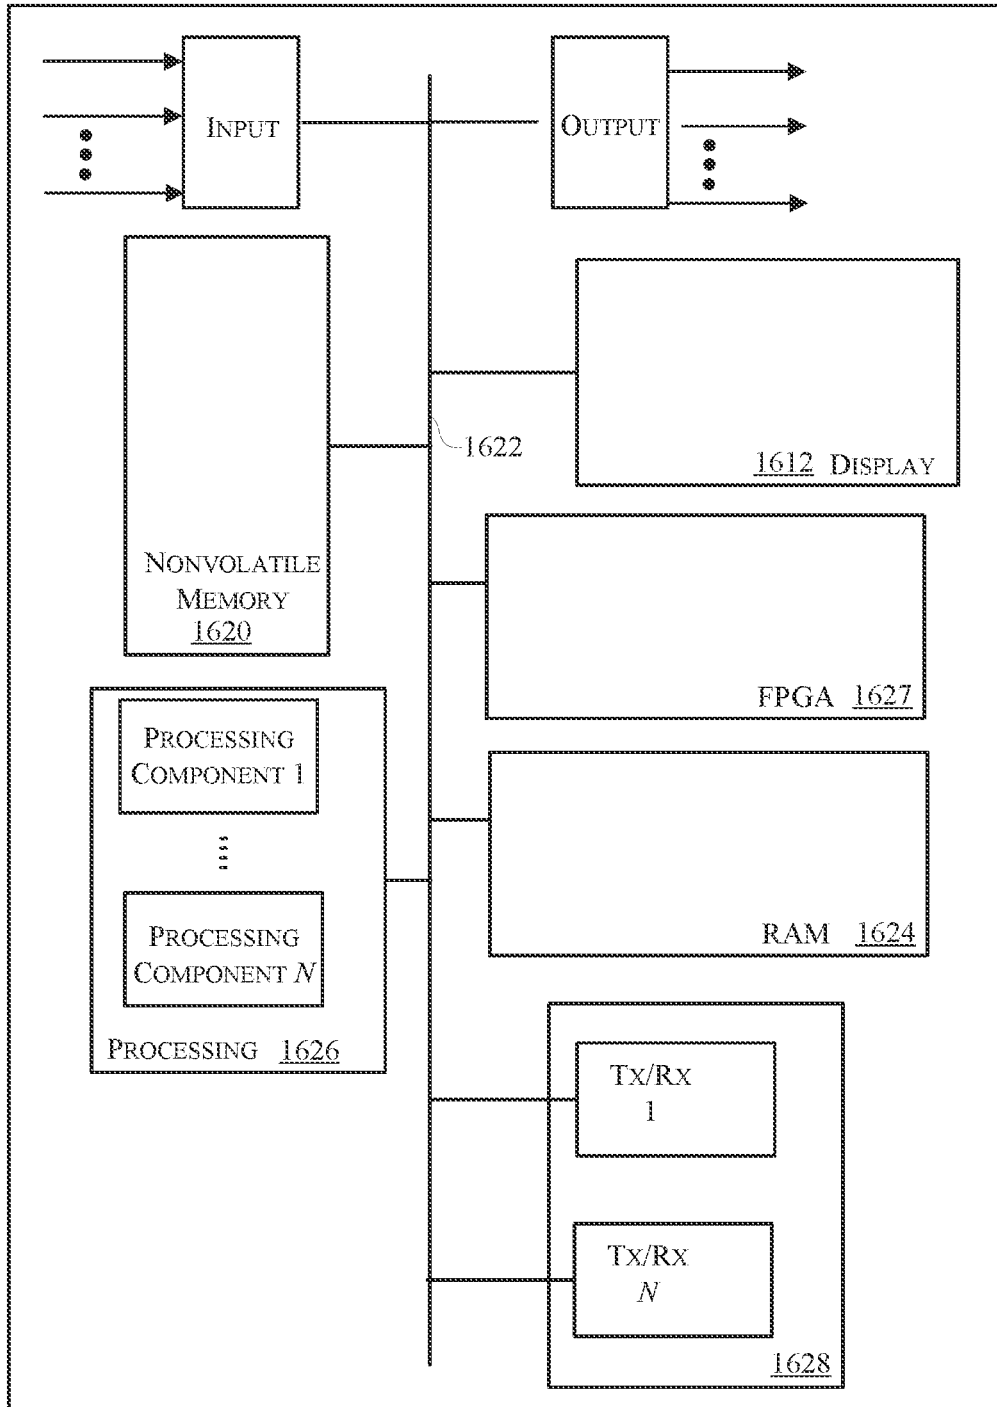 INPUT
OUTPUT
1622
1612 DISPLAY
NONVOLATILE
MEMORY
1620
FPGA 1627
PROCESSING
COMPONENT 1
PROCESSING
COMPONENT N
PROCESSING 1626
RAM 1624
TX/RX
1
TX/RX
N
1628